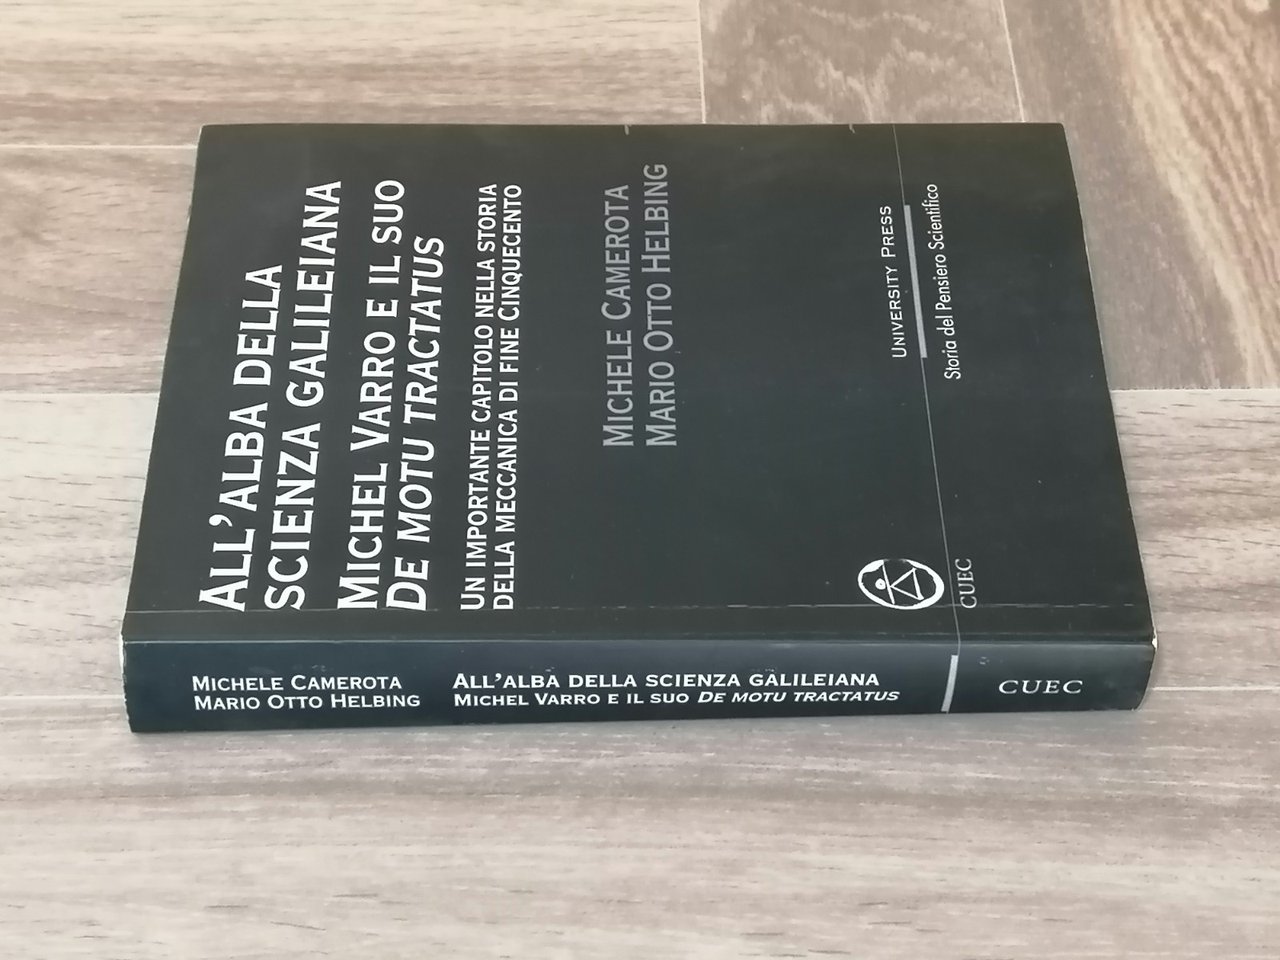 All'alba della
scienza galileiana
Michel Varro e il suo
De motu tractatus
Un importante capitolo nella storia
della meccanica di fine Cinquecento
Michele Camerota
Mario Otto Helbing
University Press
Storia del Pensiero Scientifico
CUEC
Michele Camerota
Mario Otto Helbing
All'alba della scienza galileiana
Michel Varro e il suo De motu tractatus
CUEC